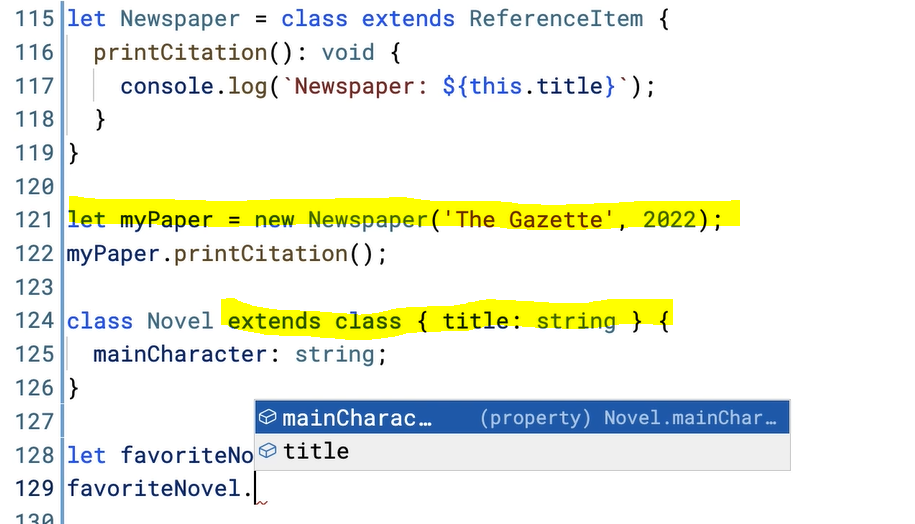 115 let Newspaper = class extends ReferenceItem {
116 printCitation(): void {
117 console.log(`Newspaper: ${this.title}`);
118 }
119 }
120
121 let myPaper = new Newspaper('The Gazette', 2022);
122 myPaper.printCitation();
123
124 class Novel extends class { title: string } {
125 mainCharacter: string;
126 }
127
mainCharac… (property) Novel.mainChar…
128 let favoriteNo
title
129 favoriteNovel.
130